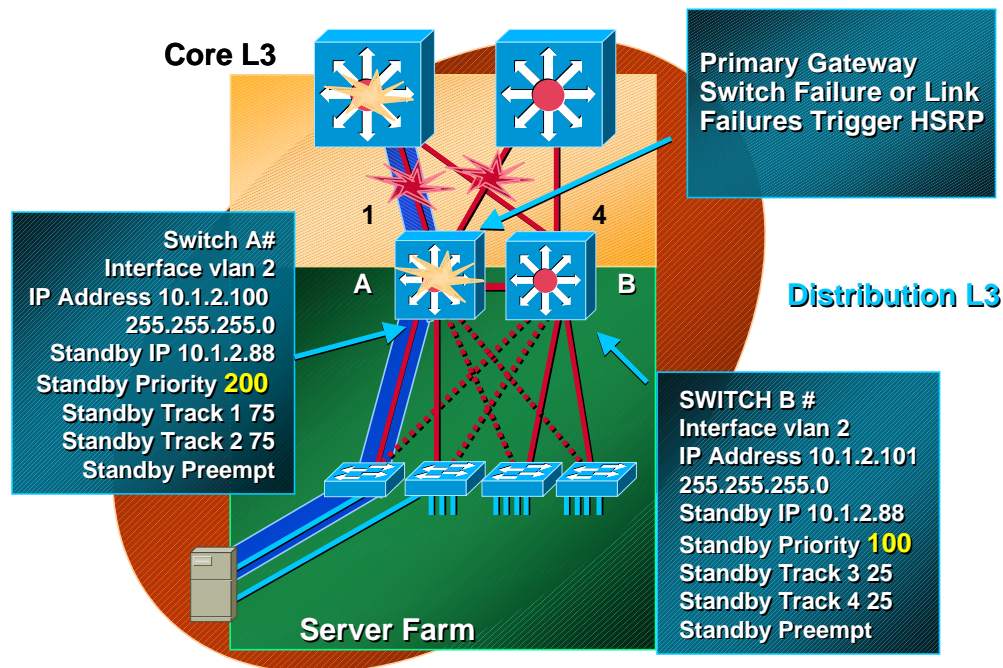 Core L3
Primary Gateway
Switch Failure or Link
Failures Trigger HSRP
1
4
Switch A#
Interface vlan 2
IP Address 10.1.2.100
255.255.255.0
Standby IP 10.1.2.88
Standby Priority 200
Standby Track 1 75
Standby Track 2 75
Standby Preempt
A
B
Distribution L3
SWITCH B #
Interface vlan 2
IP Address 10.1.2.101
255.255.255.0
Standby IP 10.1.2.88
Standby Priority 100
Standby Track 3 25
Standby Track 4 25
Standby Preempt
Server Farm